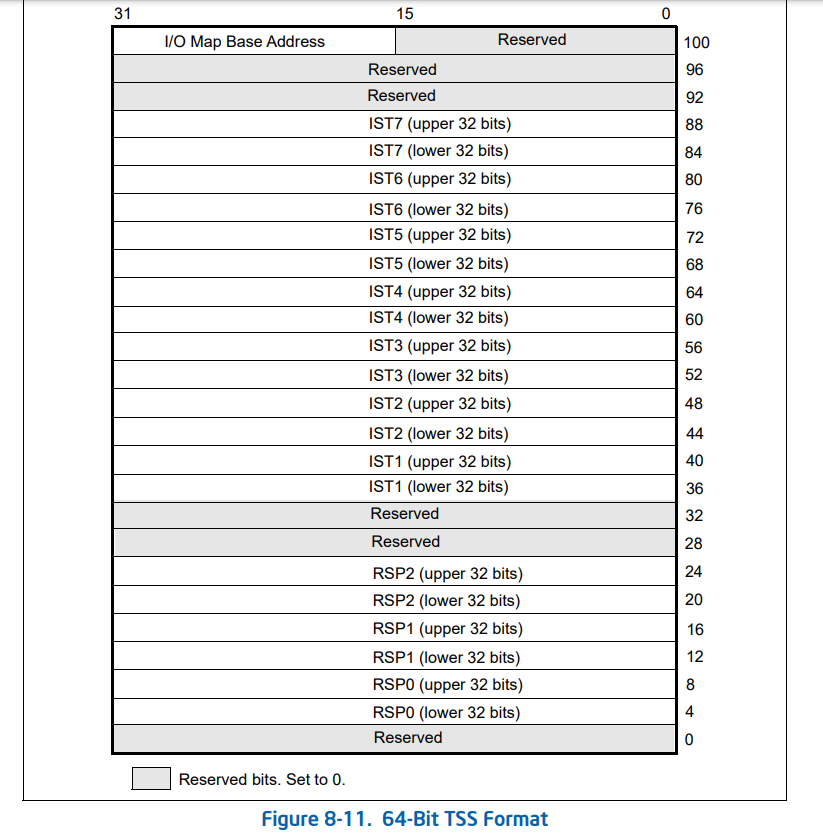 31 15 0
I/O Map Base Address Reserved 100
Reserved 96
Reserved 92
IST7 (upper 32 bits) 88
IST7 (lower 32 bits) 84
IST6 (upper 32 bits) 80
IST6 (lower 32 bits) 76
IST5 (upper 32 bits) 72
IST5 (lower 32 bits) 68
IST4 (upper 32 bits) 64
IST4 (lower 32 bits) 60
IST3 (upper 32 bits) 56
IST3 (lower 32 bits) 52
IST2 (upper 32 bits) 48
IST2 (lower 32 bits) 44
IST1 (upper 32 bits) 40
IST1 (lower 32 bits) 36
Reserved 32
Reserved 28
RSP2 (upper 32 bits) 24
RSP2 (lower 32 bits) 20
RSP1 (upper 32 bits) 16
RSP1 (lower 32 bits) 12
RSP0 (upper 32 bits) 8
RSP0 (lower 32 bits) 4
Reserved 0
Reserved bits. Set to 0.
Figure 8-11. 64-Bit TSS Format